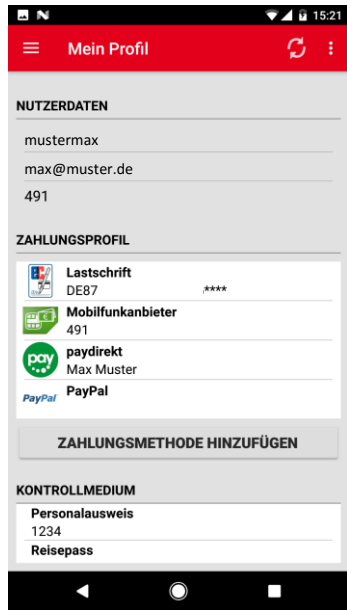 15:21
Mein Profil
NUTZERDATEN
mustermax
max@muster.de
491
ZAHLUNGSPROFIL
Lastschrift
DE87 ,****
Mobilfunkanbieter
491
pay paydirekt
Max Muster
PayPal PayPal
ZAHLUNGSMETHODE HINZUFÜGEN
KONTROLLMEDIUM
Personalausweis
1234
Reisepass